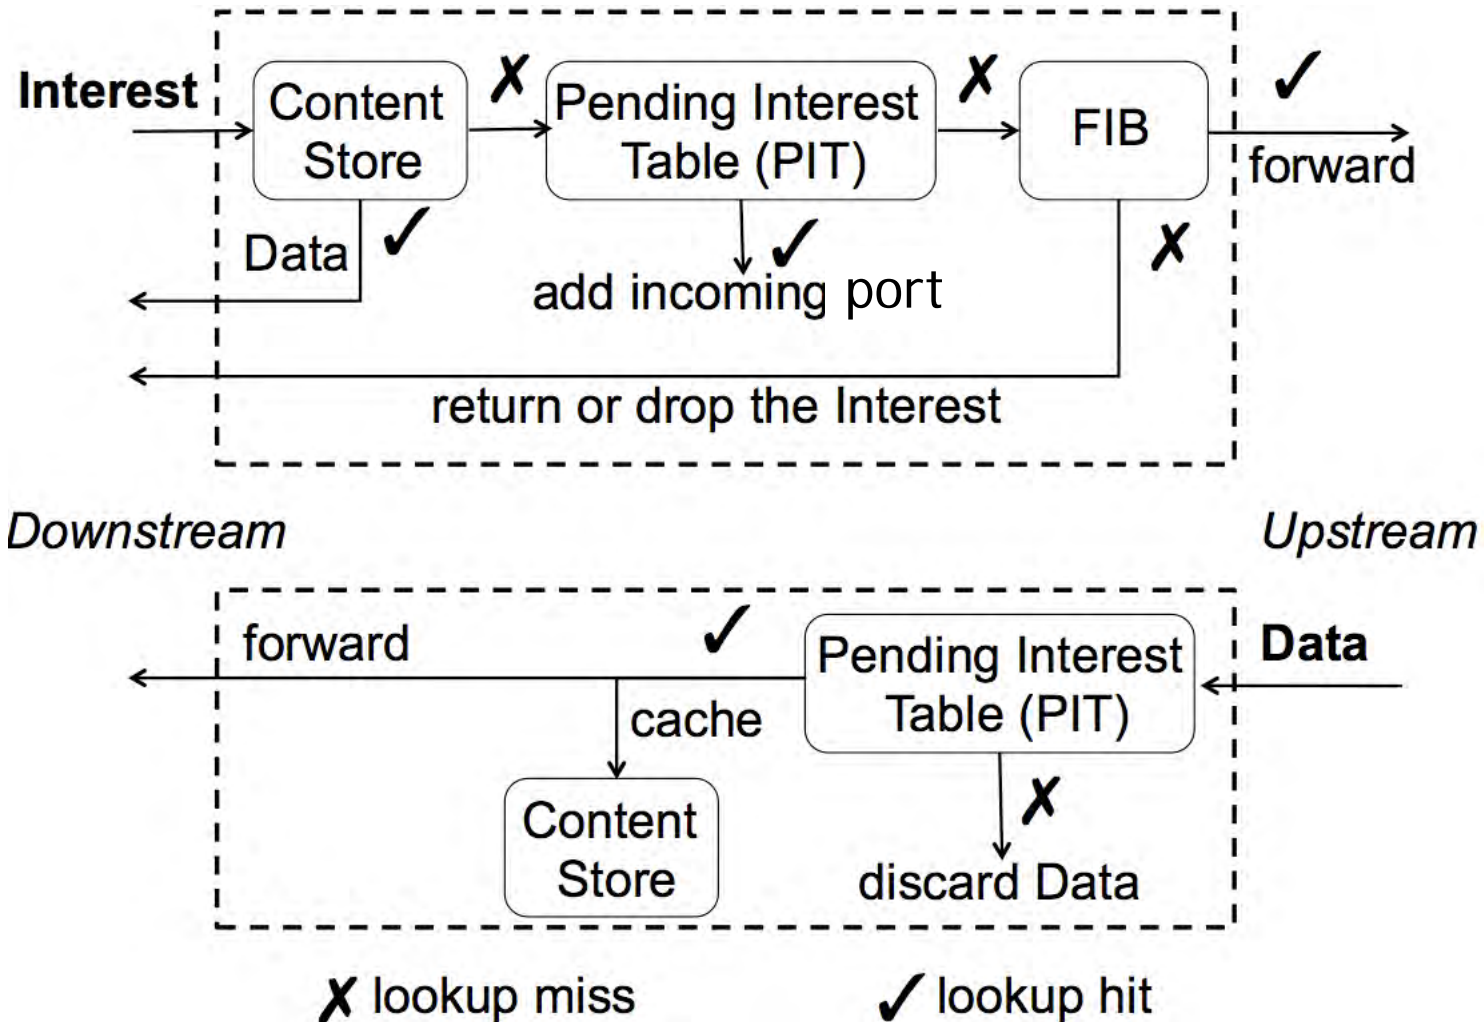 Interest
Content
Store
Pending Interest
Table (PIT)
FIB
forward
Data
add incoming port
return or drop the Interest
Downstream
Upstream
forward
Pending Interest
Table (PIT)
Data
cache
Content
Store
discard Data
✗ lookup miss
✓ lookup hit